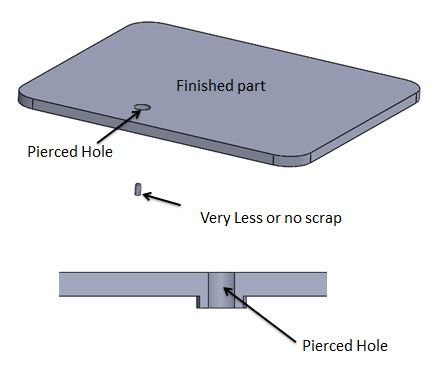 Finished part
Pierced Hole
Very Less or no scrap
Pierced Hole